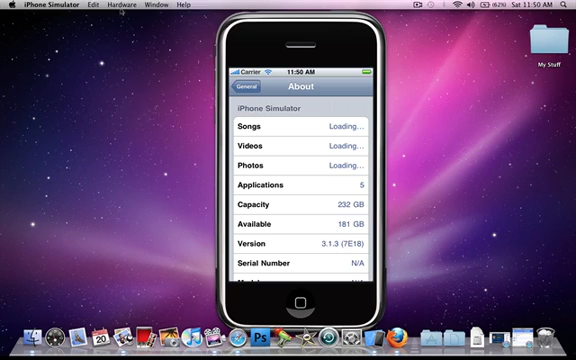 iPhone Simulator Edit Hardware Window Help (62%) Sat 11:50 AM
My Stuff
Carrier 11:50 AM
General About
iPhone Simulator
Songs Loading...
Videos Loading...
Photos Loading...
Applications 5
Capacity 232 GB
Available 181 GB
Version 3.1.3 (7E18)
Serial Number N/A
20
Ps